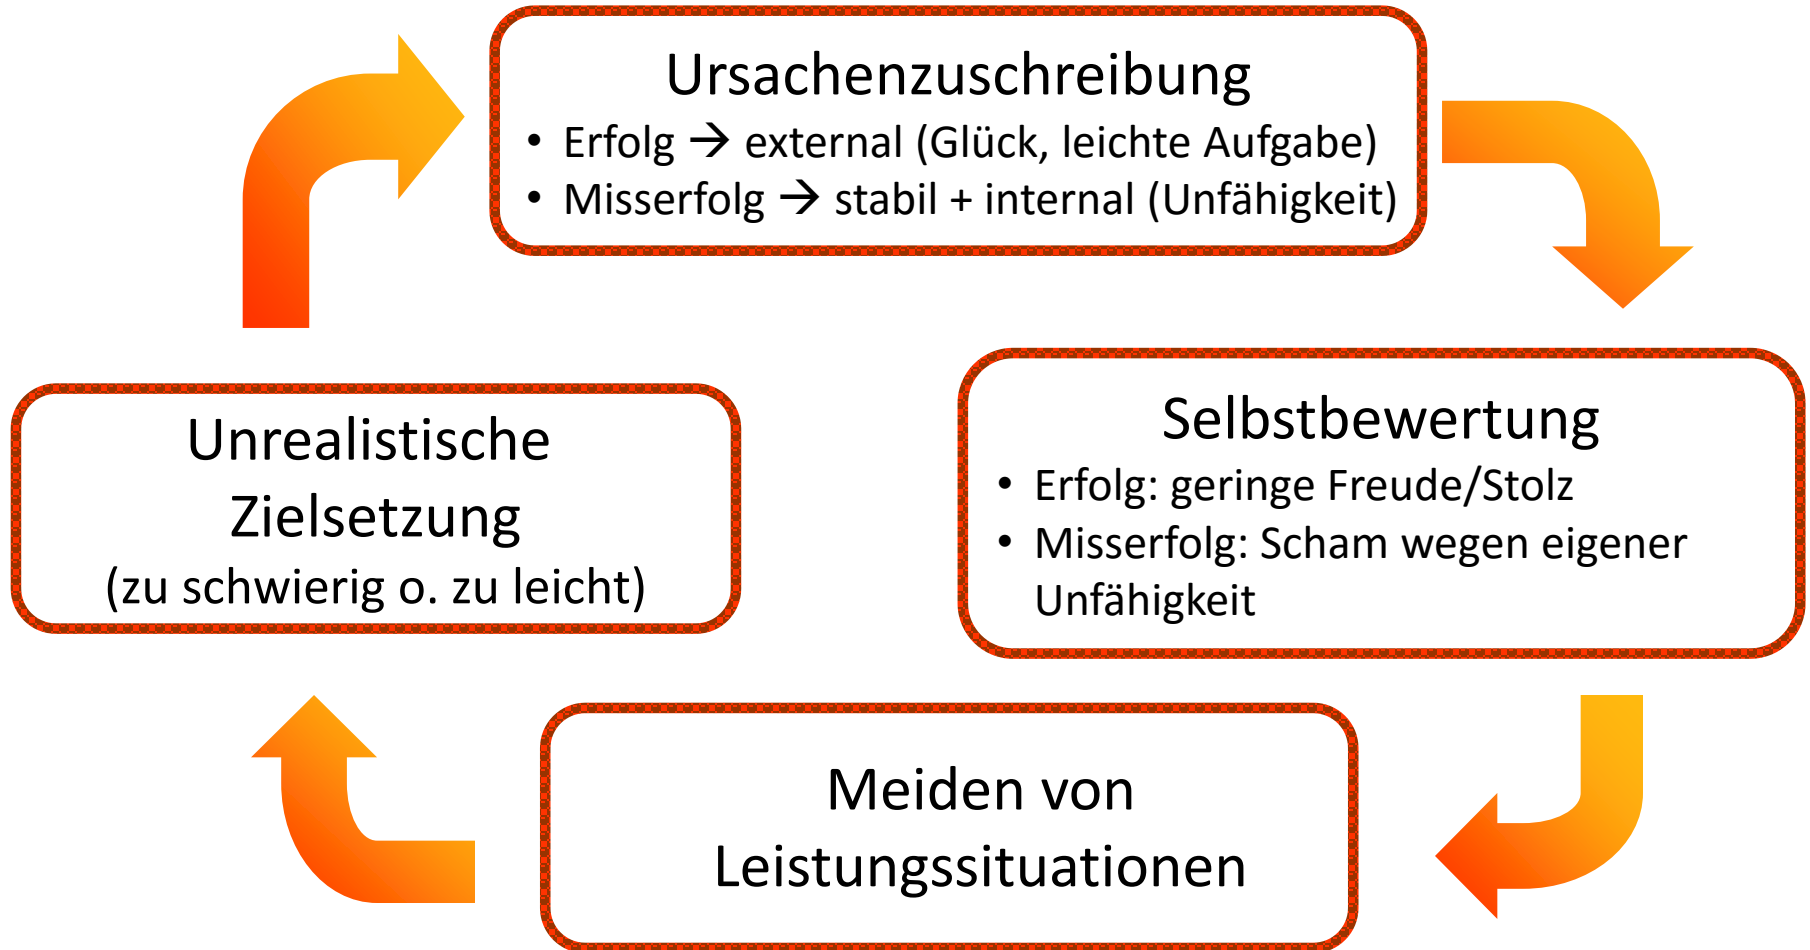 Ursachenzuschreibung
• Erfolg → external (Glück, leichte Aufgabe)
• Misserfolg → stabil + internal (Unfähigkeit)
Unrealistische
Zielsetzung
(zu schwierig o. zu leicht)
Selbstbewertung
• Erfolg: geringe Freude/Stolz
• Misserfolg: Scham wegen eigener
Unfähigkeit
Meiden von
Leistungssituationen